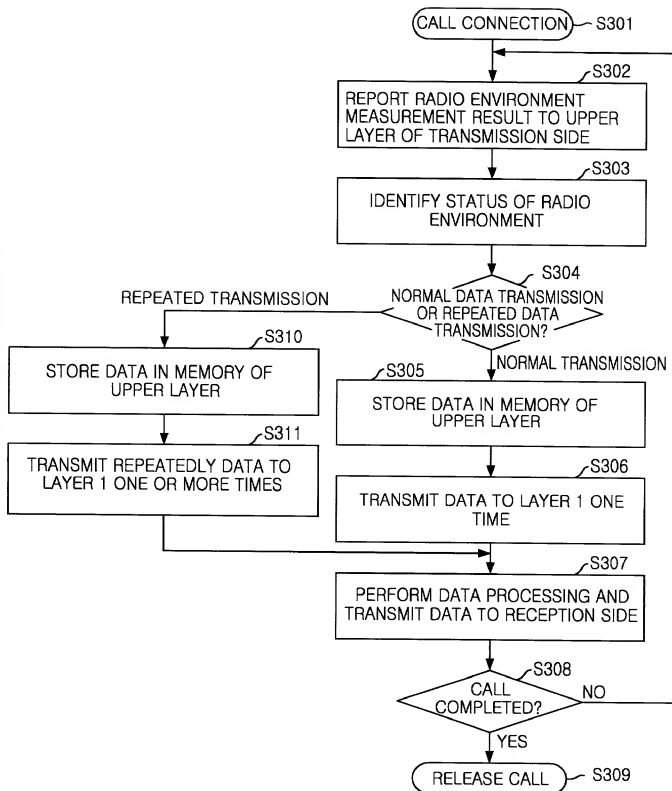 CALL CONNECTION
S301
S302
REPORT RADIO ENVIRONMENT
MEASUREMENT RESULT TO UPPER
LAYER OF TRANSMISSION SIDE
S303
IDENTIFY STATUS OF RADIO
ENVIRONMENT
S304
NORMAL DATA TRANSMISSION
OR REPEATED DATA
TRANSMISSION?
REPEATED TRANSMISSION
NORMAL TRANSMISSION
S310
STORE DATA IN MEMORY OF
UPPER LAYER
S311
TRANSMIT REPEATEDLY DATA TO
LAYER 1 ONE OR MORE TIMES
S305
STORE DATA IN MEMORY OF
UPPER LAYER
S306
TRANSMIT DATA TO LAYER 1 ONE
TIME
S307
PERFORM DATA PROCESSING AND
TRANSMIT DATA TO RECEPTION SIDE
S308
CALL
COMPLETED?
NO
YES
RELEASE CALL
S309